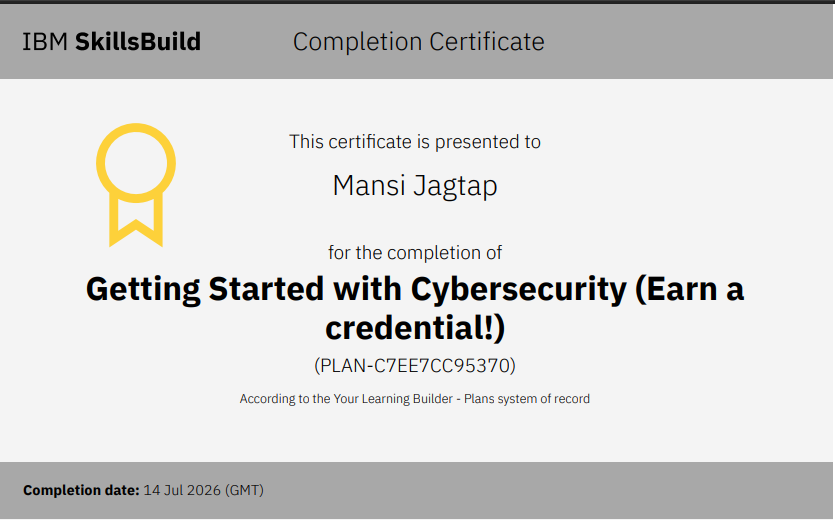 IBM SkillsBuild
Completion Certificate
This certificate is presented to
Mansi Jagtap
for the completion of
Getting Started with Cybersecurity (Earn a
credential!)
(PLAN-C7EE7CC95370)
According to the Your Learning Builder - Plans system of record
Completion date: 14 Jul 2026 (GMT)